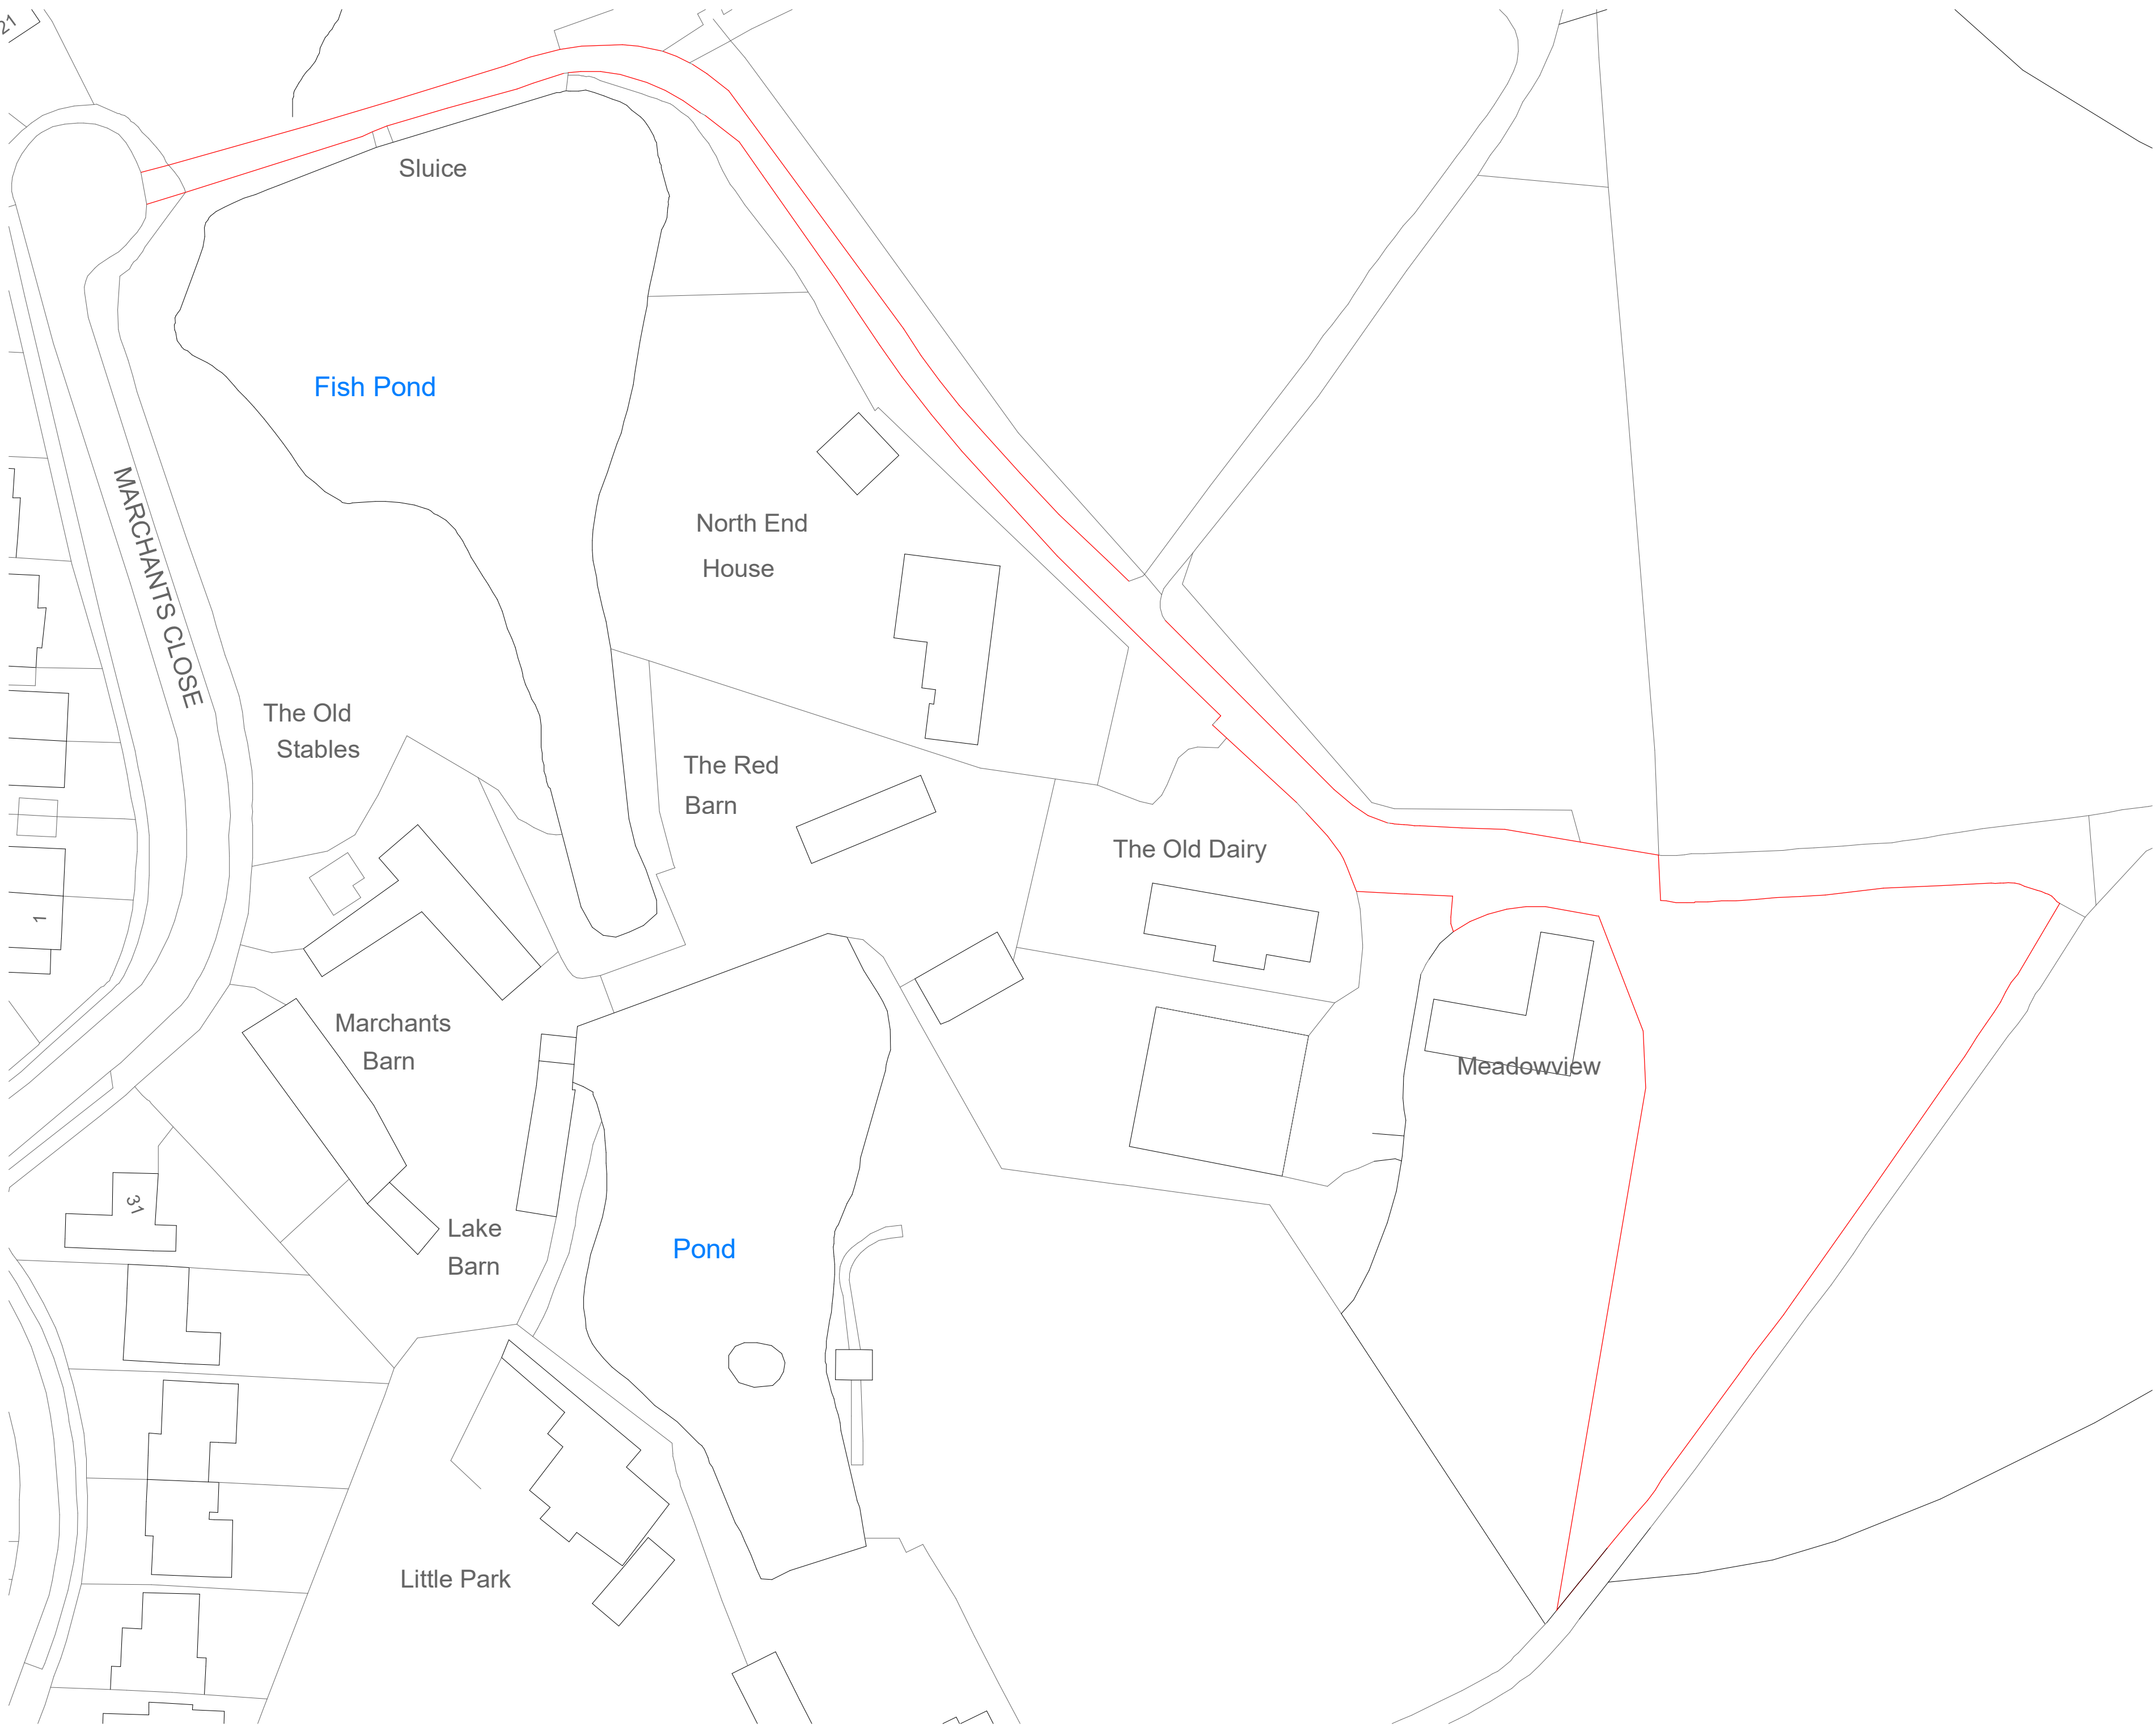 21
Sluice
Fish Pond
MARCHANTS CLOSE
North End
House
The Old
Stables
The Red
Barn
The Old Dairy
1
Marchants
Barn
Meadowview
31
Lake
Barn
Pond
Little Park